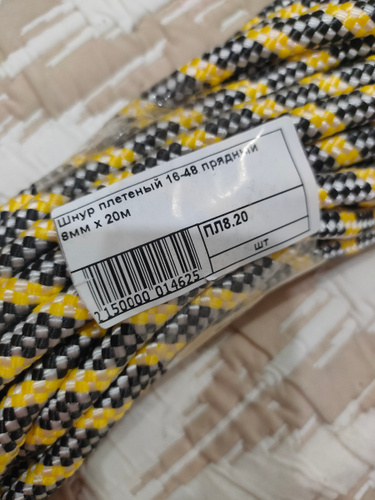 Шнур плетеный 16-48 прядный
8мм х 20м
ПЛ8.20
шт
2150000 014625